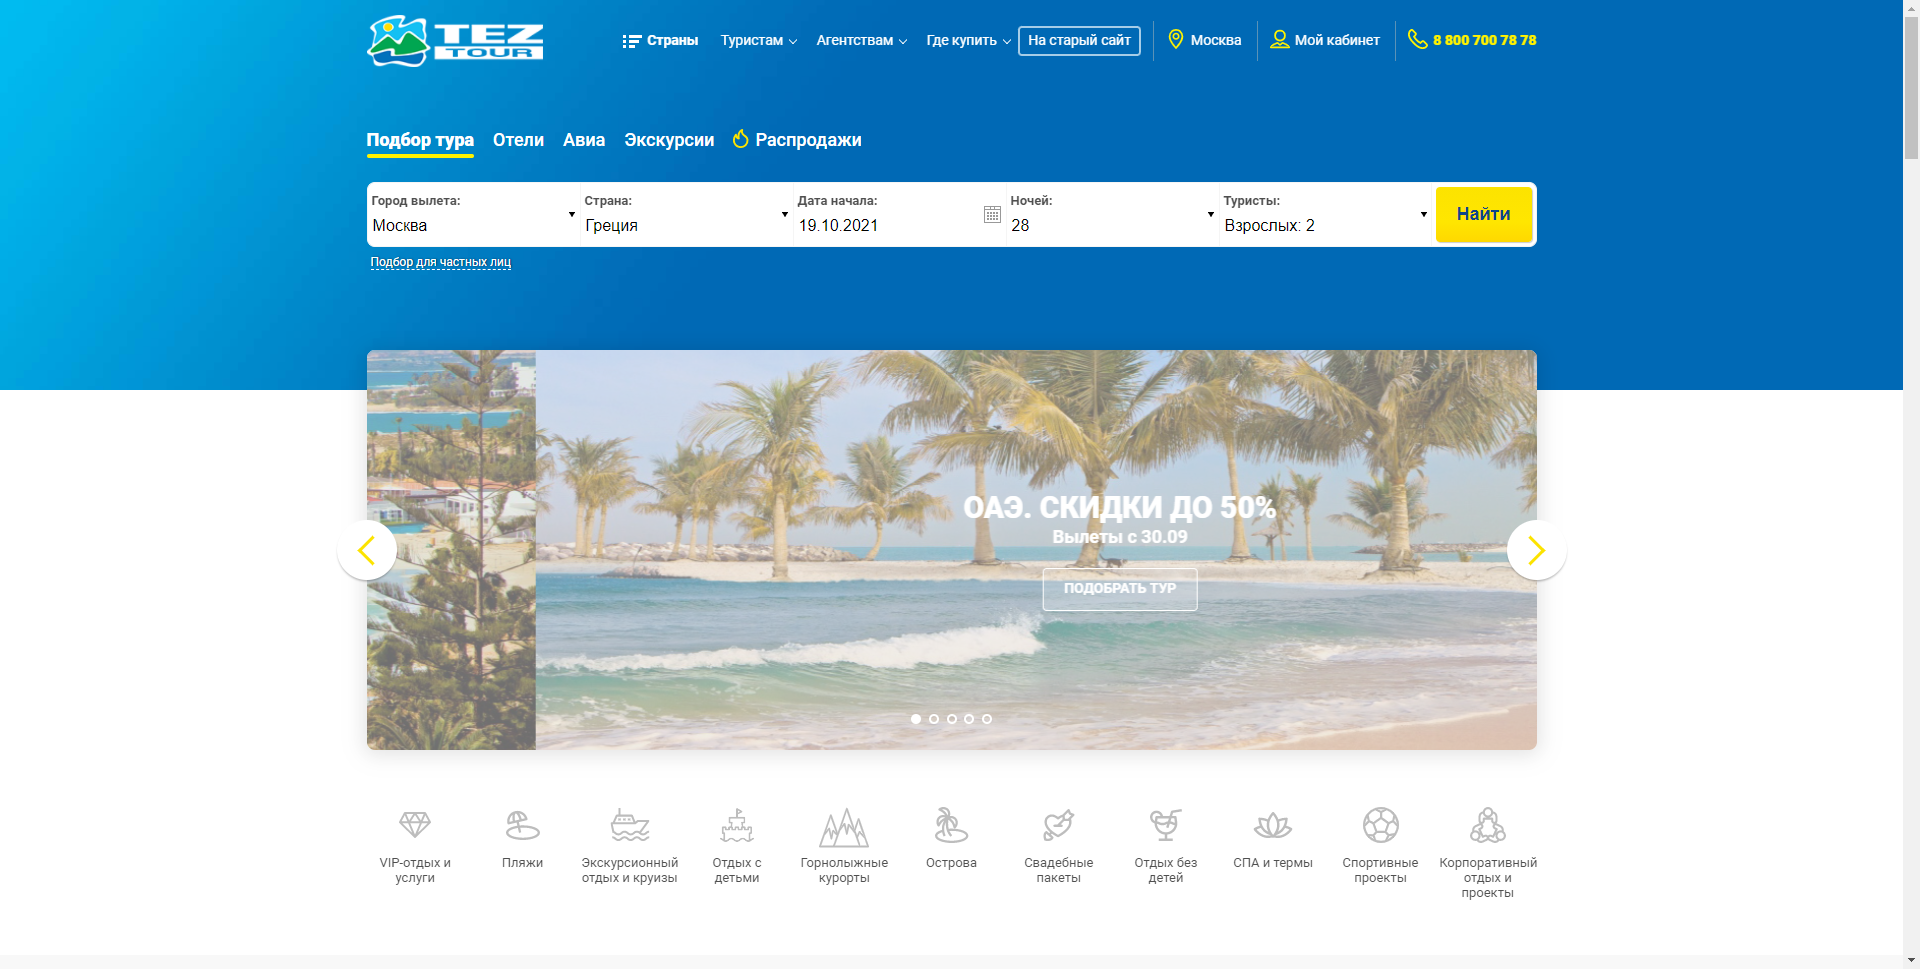 TEZ TOUR
Страны Туристам Агентствам Где купить На старый сайт Москва Мой кабинет 8 800 700 78 78
Подбор тура Отели Авиа Экскурсии Распродажи
Город вылета: Страна: Дата начала: Ночей: Туристы:
Москва Греция 19.10.2021 28 Взрослых: 2 Найти
Подбор для частных лиц
ОАЭ. СКИДКИ ДО 50%
Вылеты с 30.09
ПОДОБРАТЬ ТУР
VIP-отдых и услуги
Пляжи
Экскурсионный отдых и круизы
Отдых с детьми
Горнолыжные курорты
Острова
Свадебные пакеты
Отдых без детей
СПА и термы
Спортивные проекты
Корпоративный отдых и проекты